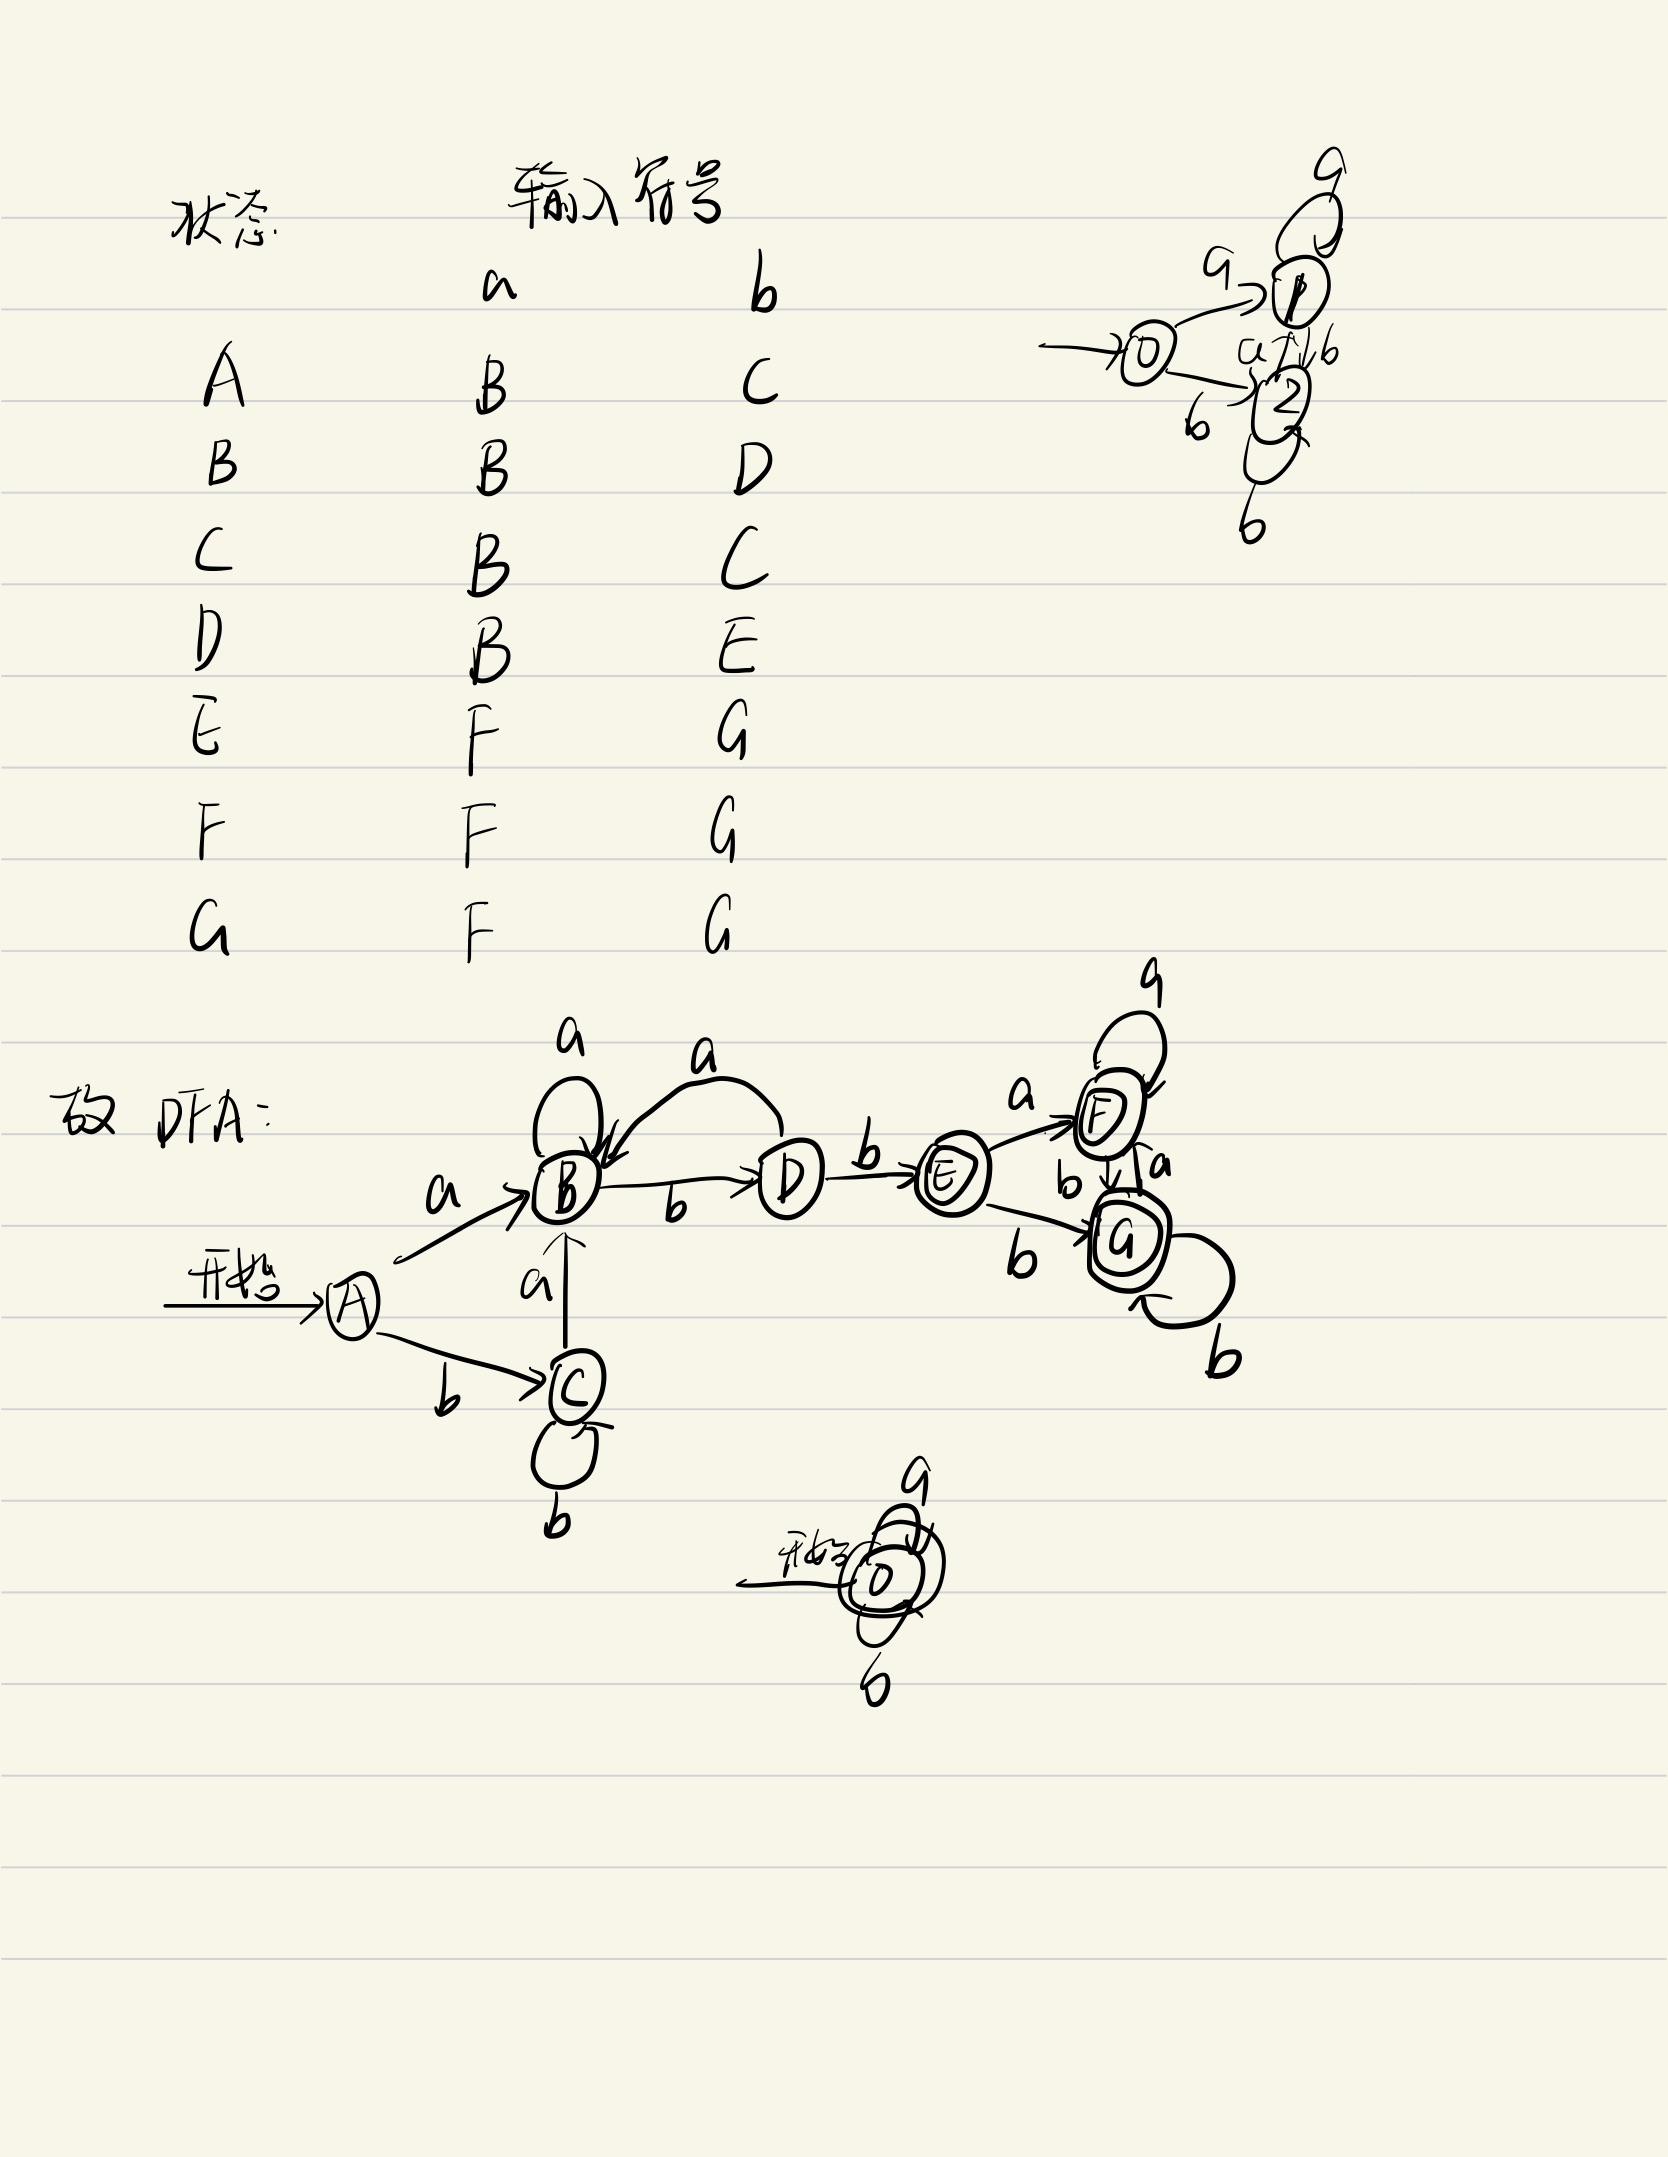 状态 输入符号
a b
A B C
B B D
C B C
D B E
E F G
F F G
G F G
a
a
1
0
a b
2
b
b
故 DFA:
a a a
a F
b a
a B b D b E
b G
开始 A a
b C b
b
a
开始 0
b